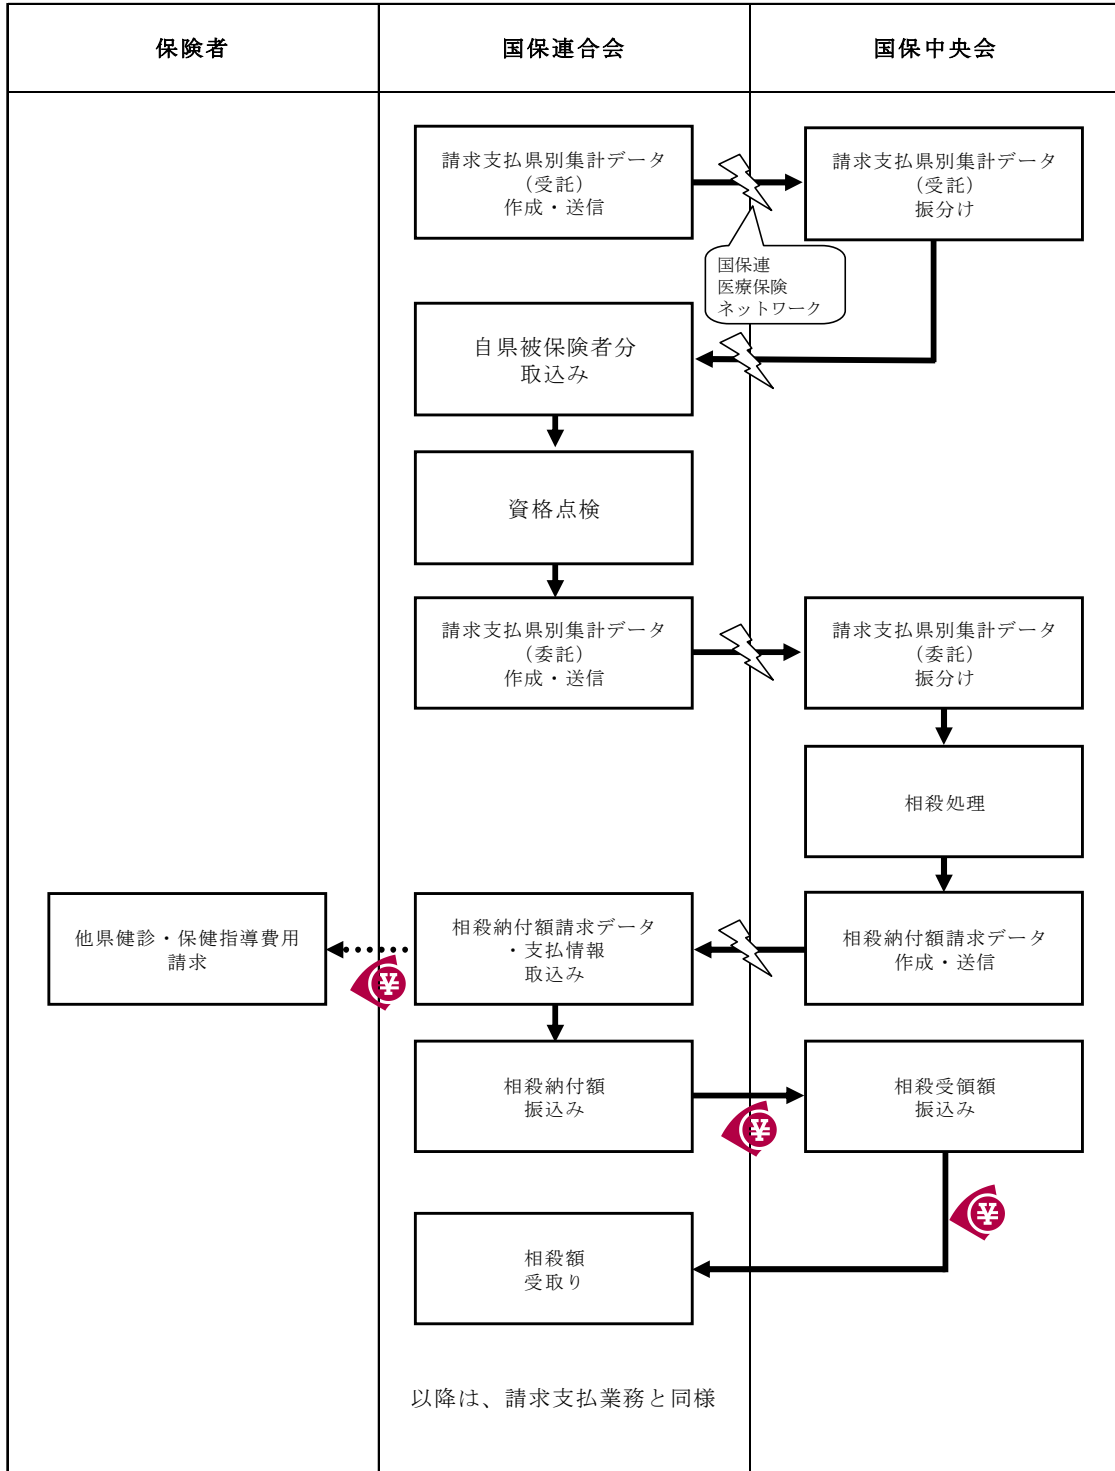 保険者
国保連合会
国保中央会
請求支払県別集計データ
（受託）
作成・送信
請求支払県別集計データ
（受託）
振分け
国保連
医療保険
ネットワーク
自県被保険者分
取込み
資格点検
請求支払県別集計データ
（委託）
作成・送信
請求支払県別集計データ
（委託）
振分け
相殺処理
他県健診・保健指導費用
請求
相殺納付額請求データ
・支払情報
取込み
相殺納付額請求データ
作成・送信
相殺納付額
振込み
相殺受領額
振込み
相殺額
受取り
以降は、請求支払業務と同様